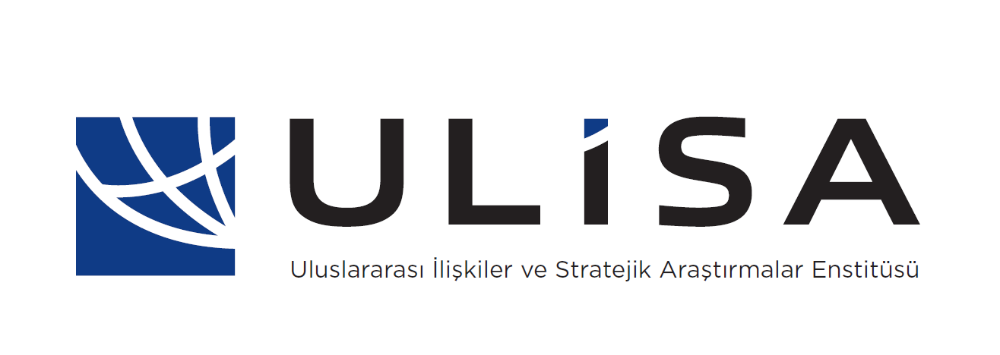 ULİSA
Uluslararası İlişkiler ve Stratejik Araştırmalar Enstitüsü